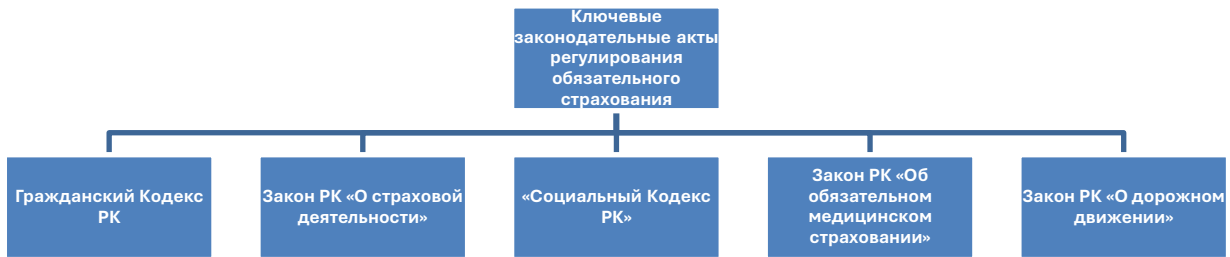 Ключевые
законодательные акты
регулирования
обязательного
страхования
Гражданский Кодекс
РК
Закон РК «О страховой
деятельности»
«Социальный Кодекс
РК»
Закон РК «Об
обязательном
медицинском
страховании»
Закон РК «О дорожном
движении»